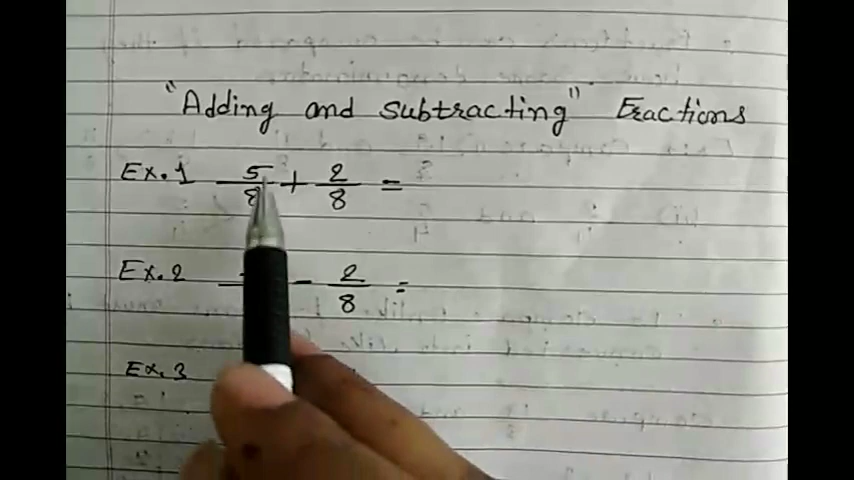 "Adding and subtracting" Fractions
Ex.1 5/8 + 2/8 =
Ex.2 - 2/8 =
Ex.3